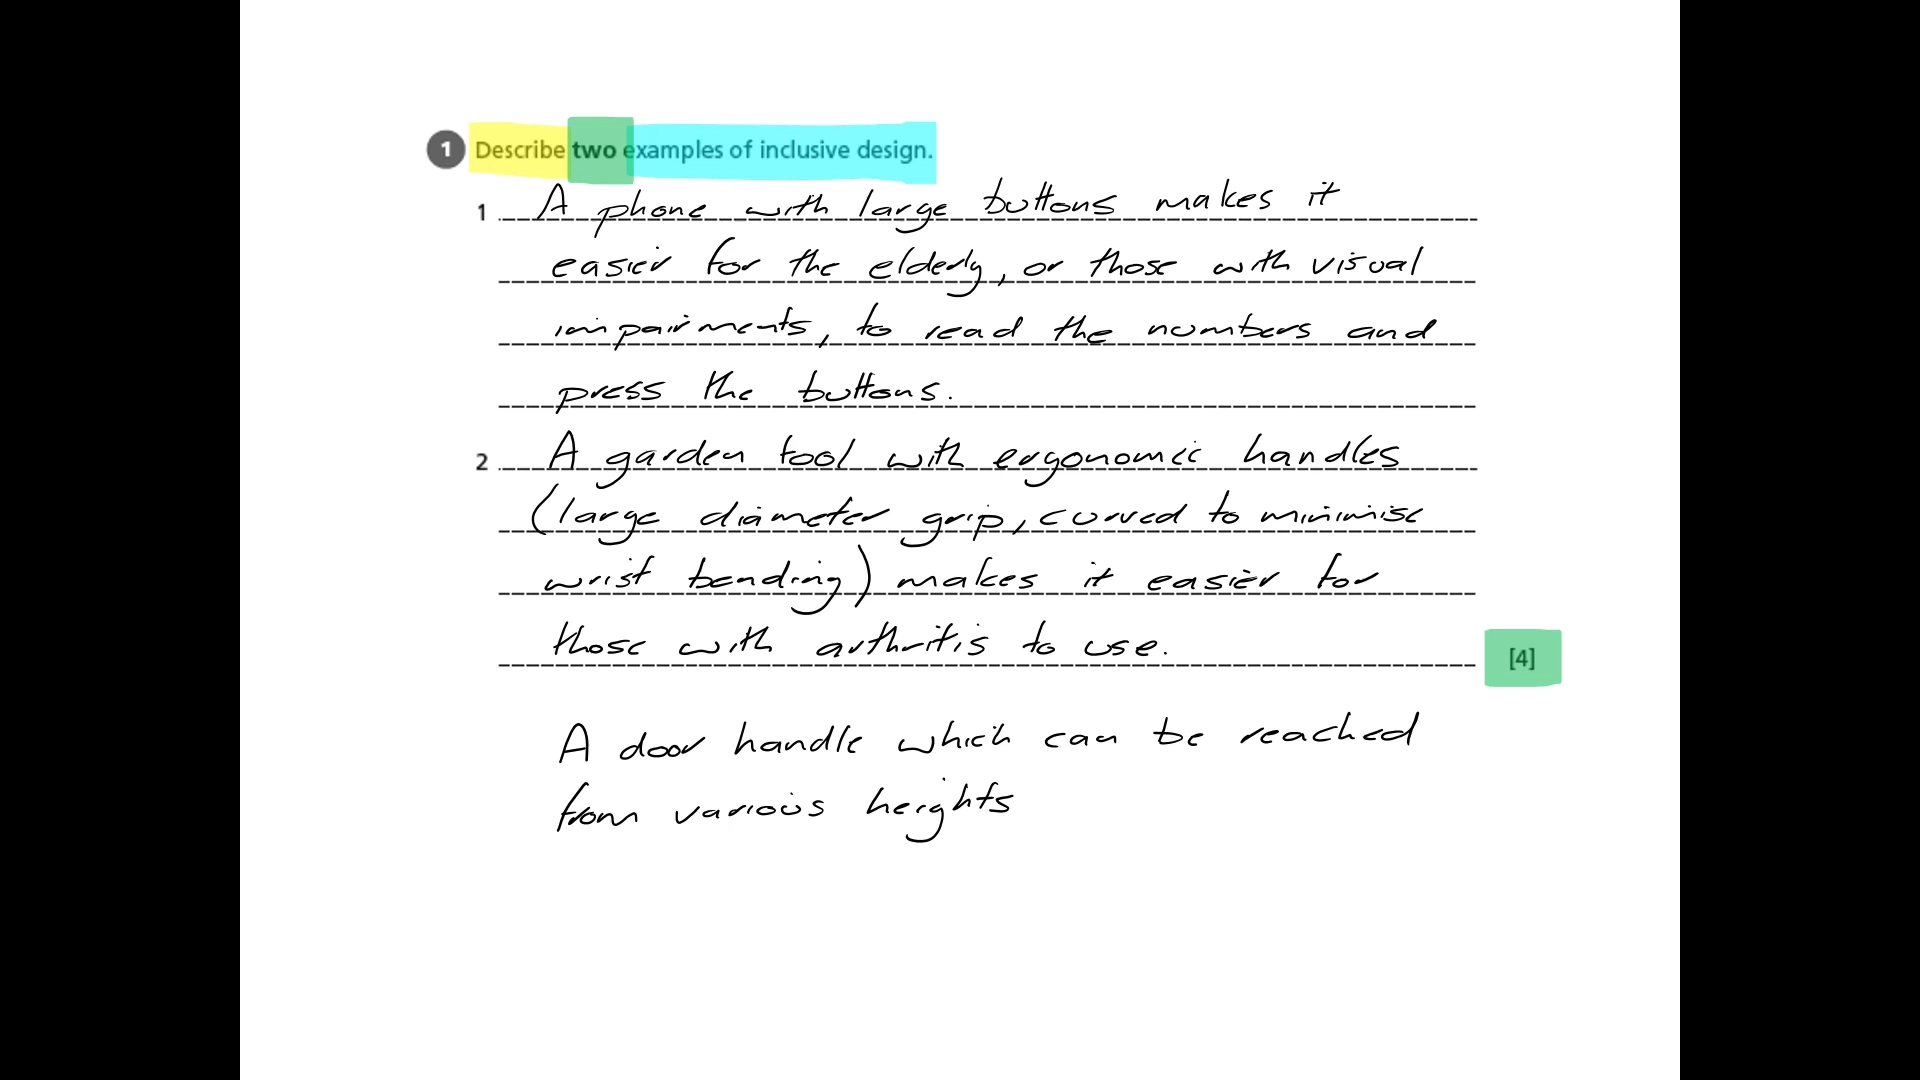 1 Describe two examples of inclusive design.
1 A phone with large buttons makes it
easier for the elderly, or those with visual
impairments, to read the numbers and
press the buttons.
2 A garden tool with ergonomic handles
(large diameter grip, curved to minimise
wrist bending) makes it easier for
those with arthritis to use.
[4]
A door handle which can be reached
from various heights